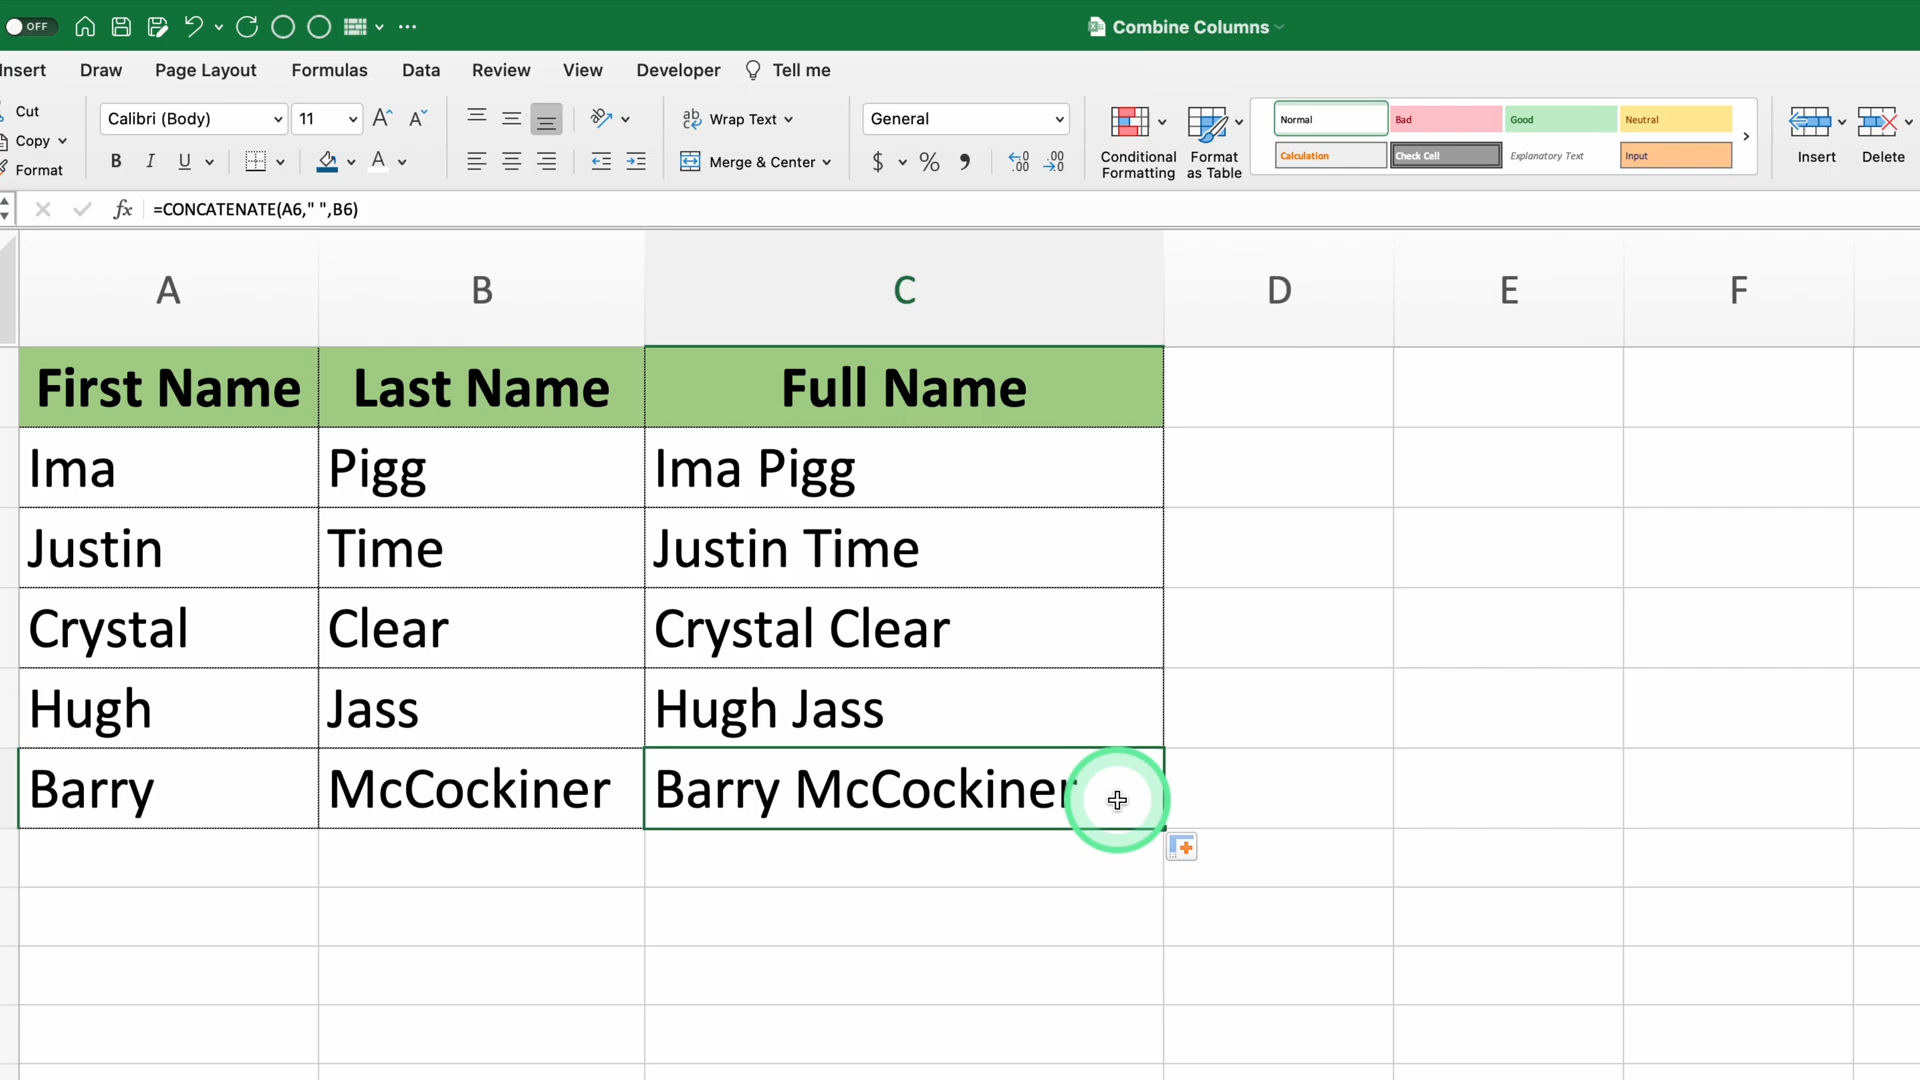 OFF
Combine Columns
Insert Draw Page Layout Formulas Data Review View Developer Tell me
Cut
Copy
Format
Calibri (Body) 11
B I U A
Wrap Text
Merge & Center
General
$ % ,
Conditional Formatting
Format as Table
Normal Bad Good Neutral
Calculation Check Cell Explanatory Text Input
Insert Delete
fx =CONCATENATE(A6," ",B6)
A B C D E F
First Name Last Name Full Name
Ima Pigg Ima Pigg
Justin Time Justin Time
Crystal Clear Crystal Clear
Hugh Jass Hugh Jass
Barry McCockiner Barry McCockiner